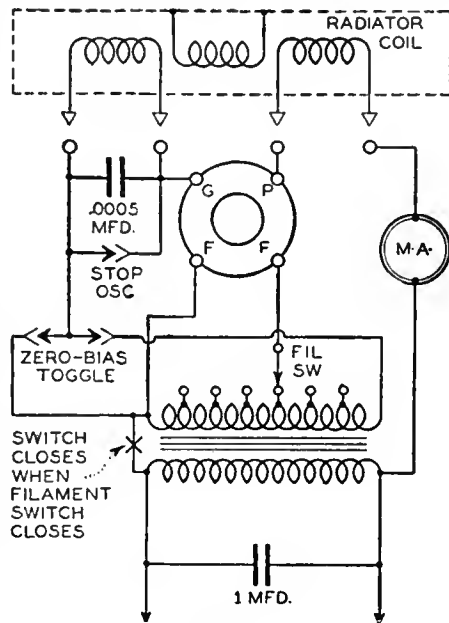 RADIATOR
COIL
.0005
MFD.
G
P
F
F
M.A.
STOP
OSC
ZERO-BIAS
TOGGLE
FIL
SW
SWITCH
CLOSES
WHEN
FILAMENT
SWITCH
CLOSES
1 MFD.